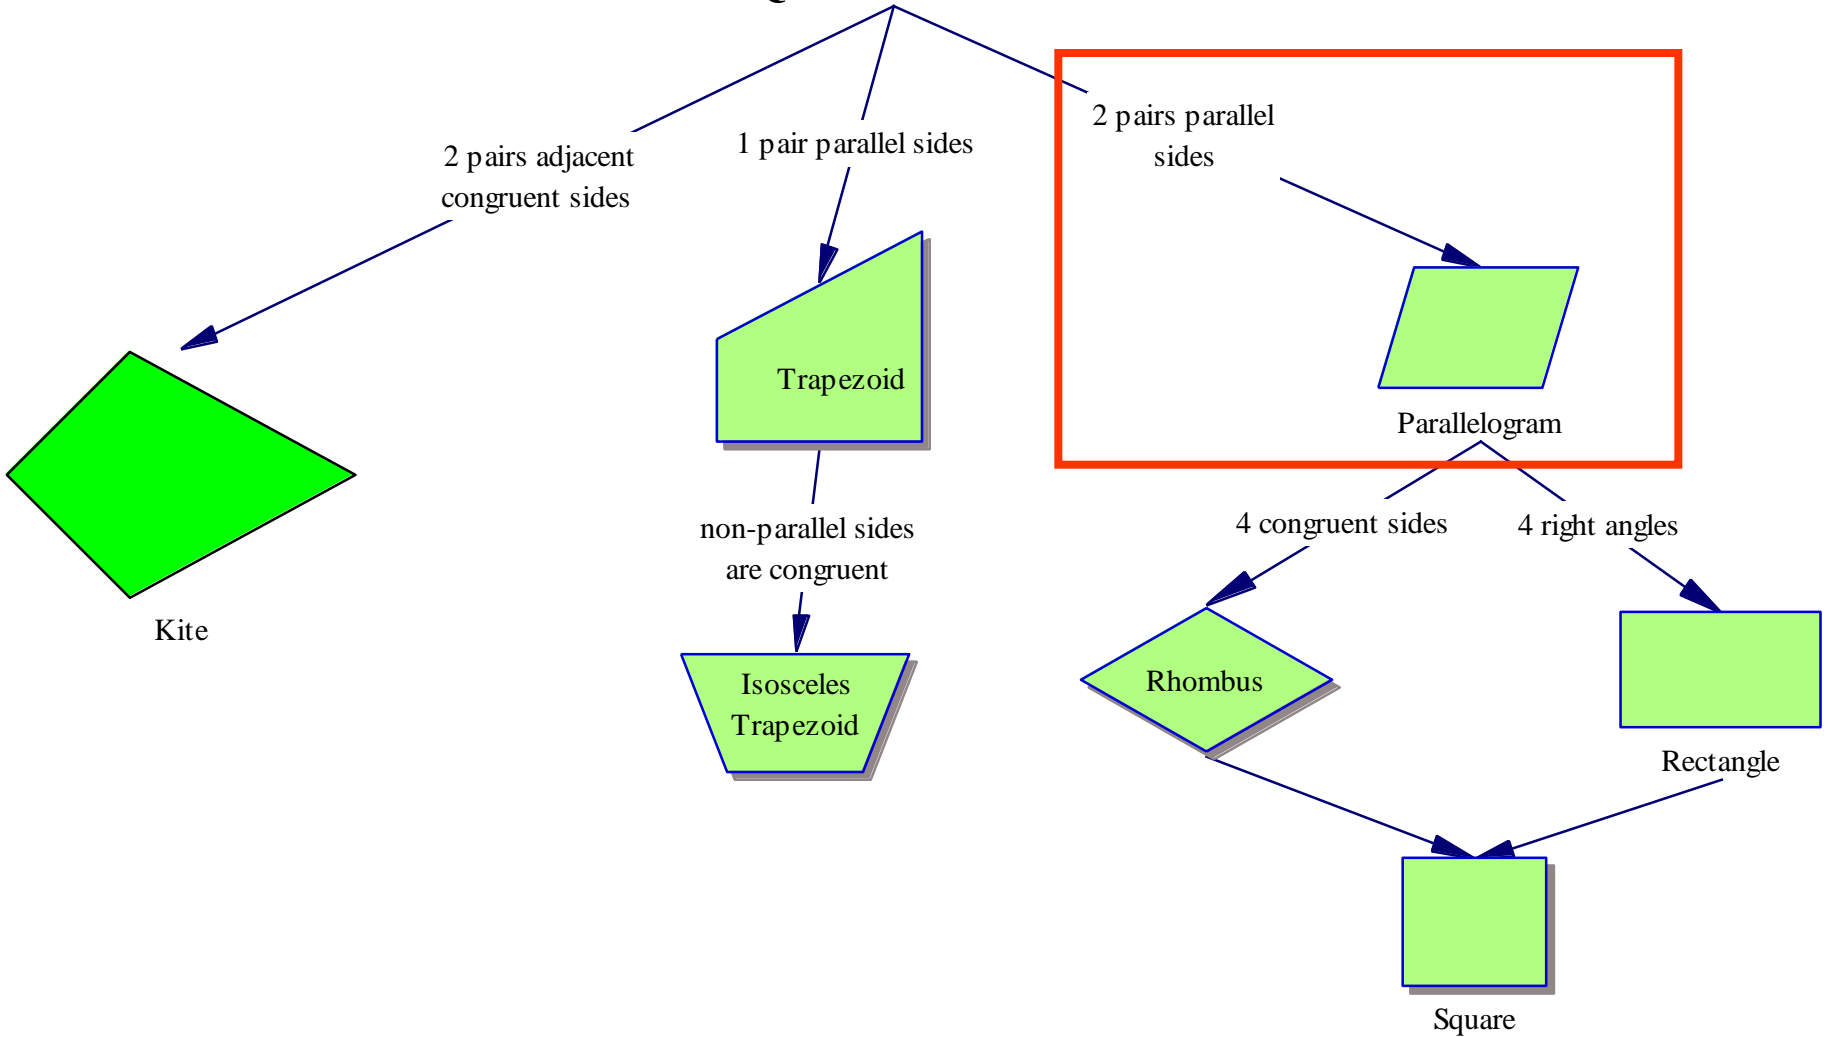 2 pairs adjacent
congruent sides
1 pair parallel sides
2 pairs parallel
sides
Trapezoid
Parallelogram
non-parallel sides
are congruent
4 congruent sides
4 right angles
Kite
Isosceles
Trapezoid
Rhombus
Rectangle
Square